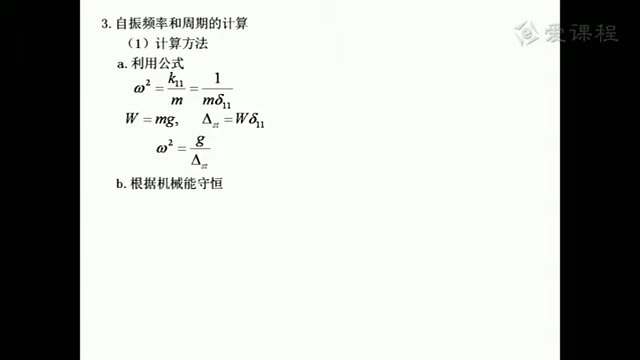 爱课程
3. 自振频率和周期的计算
（1）计算方法
a. 利用公式
ω² = k₁₁/m = 1/(mδ₁₁)
W = mg, Δst = Wδ₁₁
ω² = g/Δst
b. 根据机械能守恒